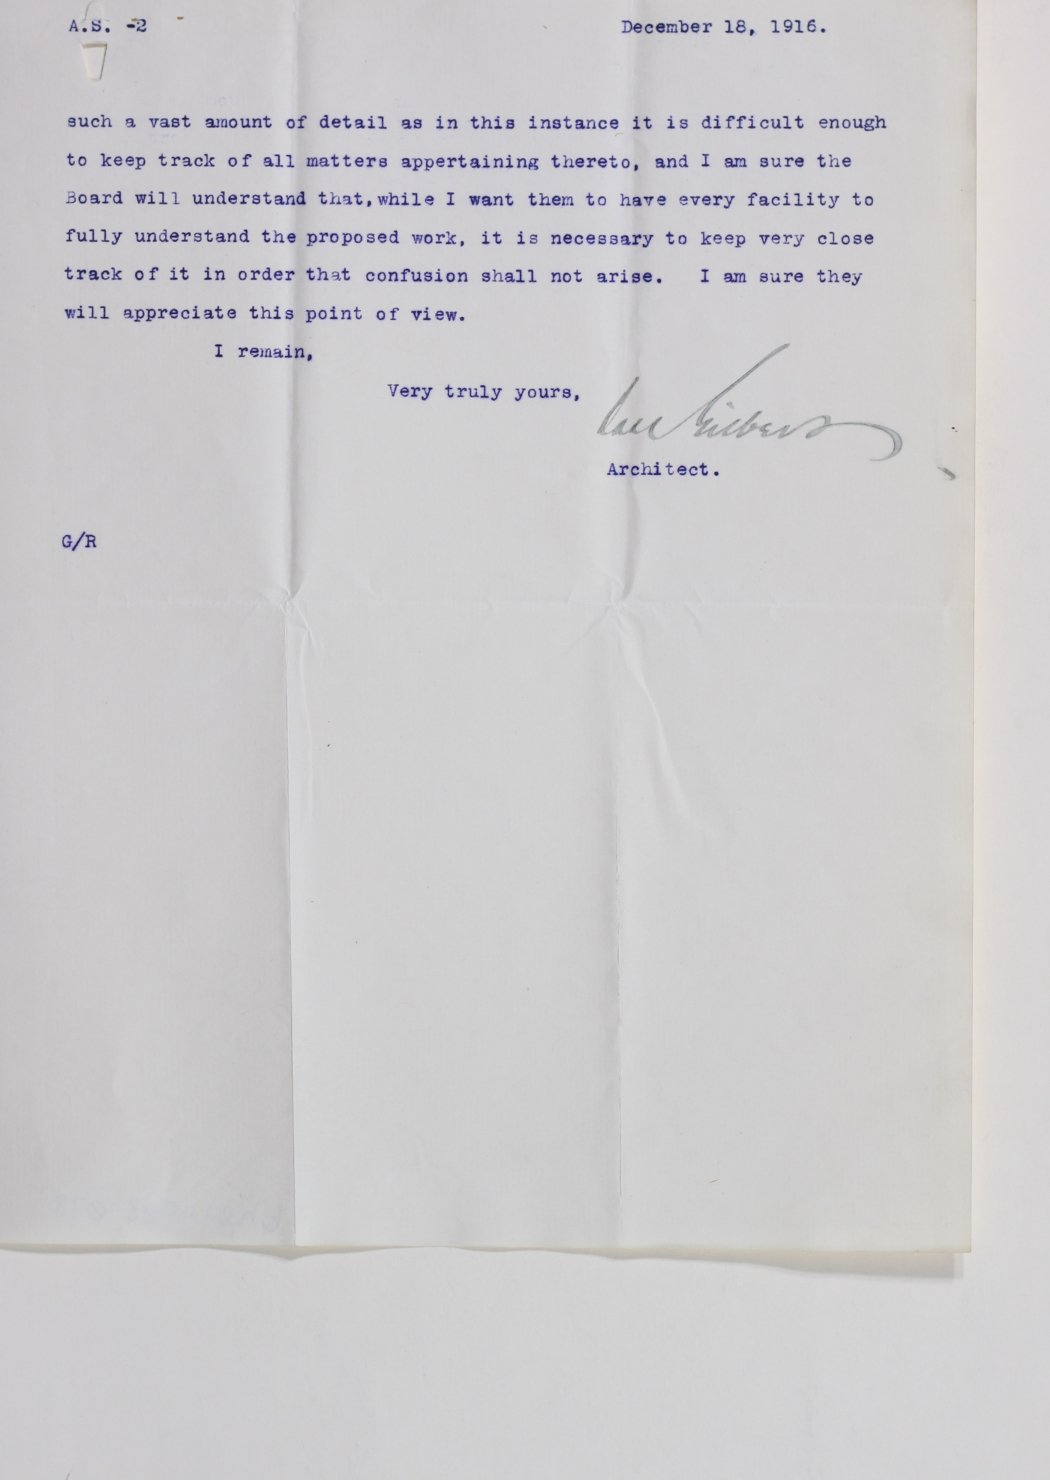 A.S. -2 December 18, 1916.
such a vast amount of detail as in this instance it is difficult enough
to keep track of all matters appertaining thereto, and I am sure the
Board will understand that,while I want them to have every facility to
fully understand the proposed work, it is necessary to keep very close
track of it in order that confusion shall not arise. I am sure they
will appreciate this point of view.
I remain,
Very truly yours,
Cass Gilbert
Architect.
G/R